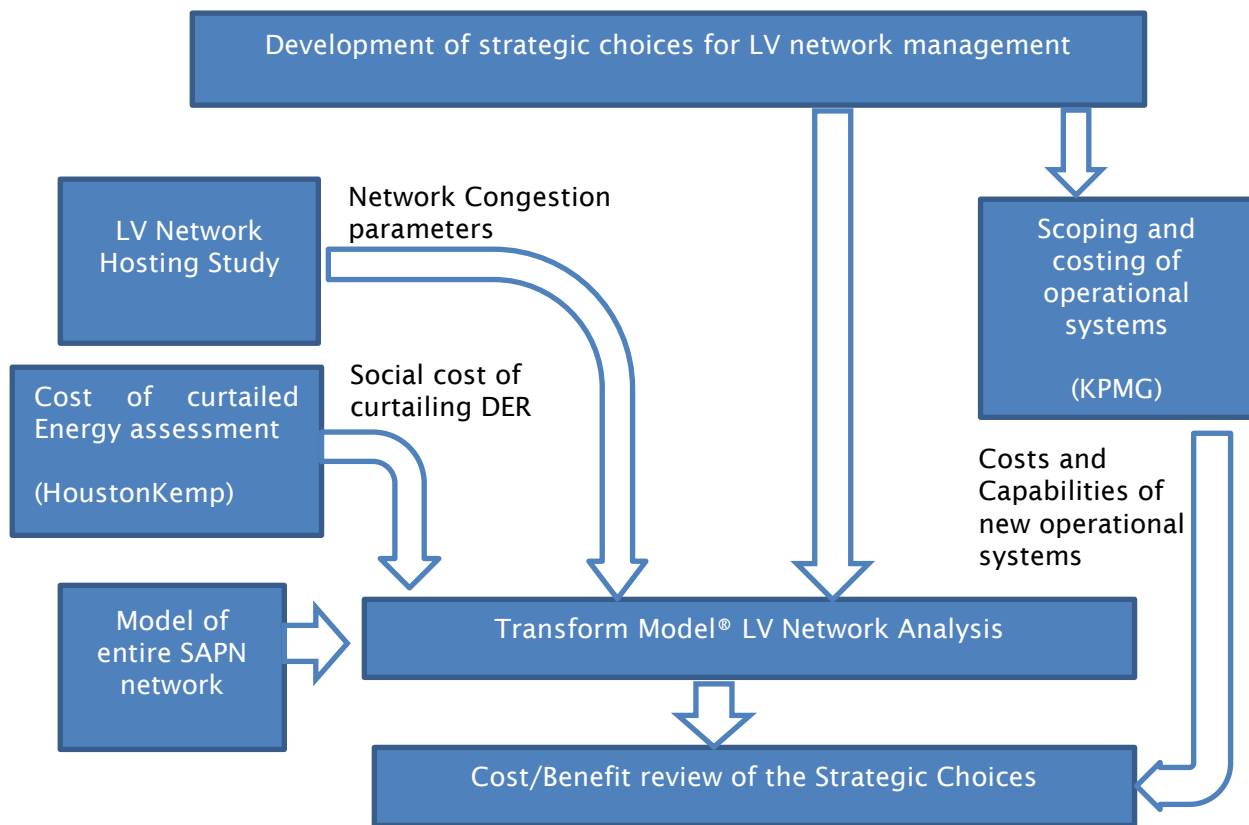 Development of strategic choices for LV network management
LV Network
Hosting Study
Network Congestion
parameters
Scoping and
costing of
operational
systems
(KPMG)
Cost of curtailed
Energy assessment
(HoustonKemp)
Social cost of
curtailing DER
Costs and
Capabilities of
new operational
systems
Model of
entire SAPN
network
Transform Model® LV Network Analysis
Cost/Benefit review of the Strategic Choices